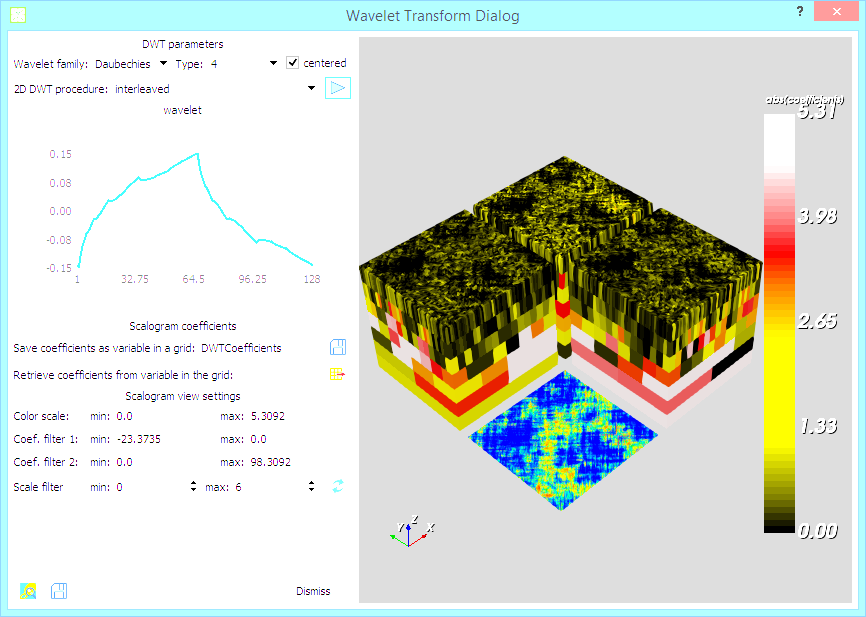 Wavelet Transform Dialog
?
DWT parameters
Wavelet family: Daubechies Type: 4 centered
2D DWT procedure: interleaved
wavelet
0.15
0.08
0.00
-0.08
-0.15
1 32.75 64.5 96.25 128
Scalogram coefficients
Save coefficients as variable in a grid: DWTCoefficients
Retrieve coefficients from variable in the grid:
Scalogram view settings
Color scale: min: 0.0 max: 5.3092
Coef. filter 1: min: -23.3735 max: 0.0
Coef. filter 2: min: 0.0 max: 98.3092
Scale filter min: 0 max: 6
Dismiss
abs(coefficients)
5.31
3.98
2.65
1.33
0.00
Y Z X